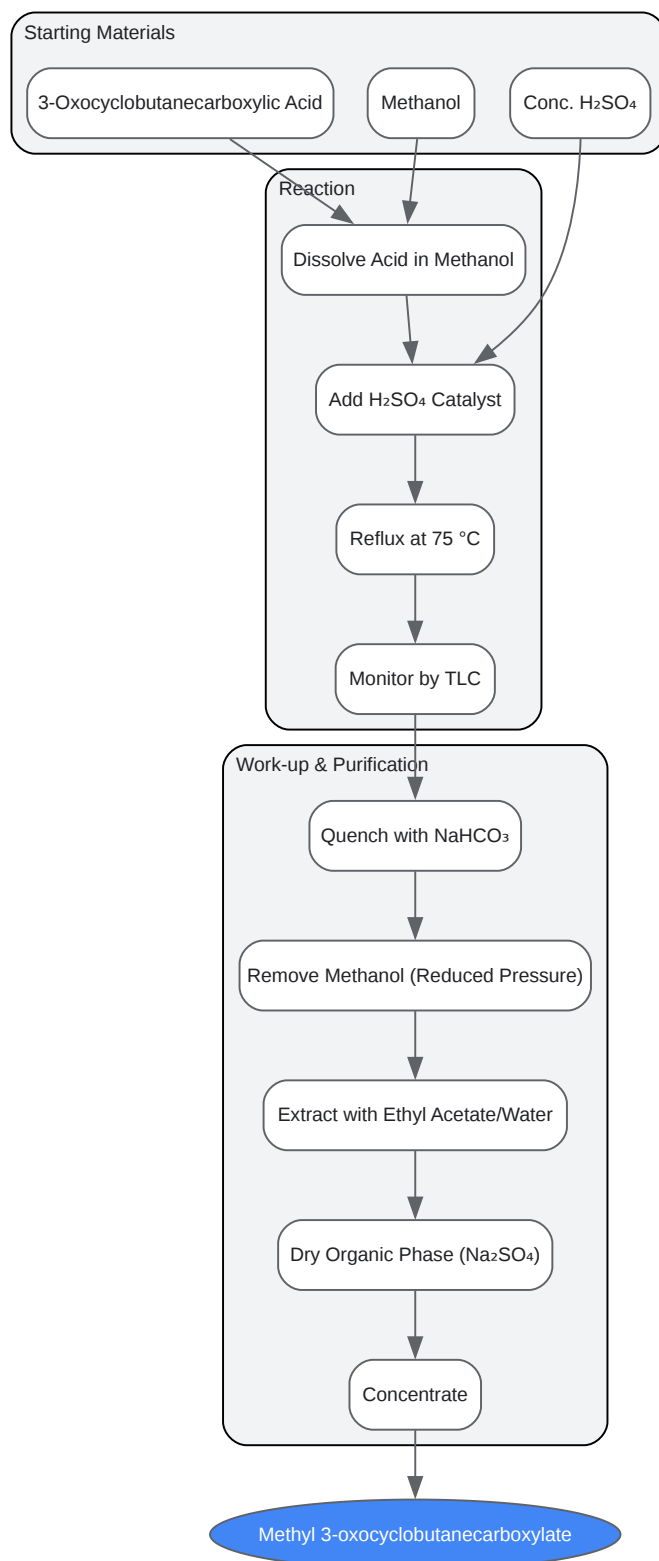 Starting Materials
3-Oxocyclobutanecarboxylic Acid
Methanol
Conc. H₂SO₄
Reaction
Dissolve Acid in Methanol
Add H₂SO₄ Catalyst
Reflux at 75 °C
Monitor by TLC
Work-up & Purification
Quench with NaHCO₃
Remove Methanol (Reduced Pressure)
Extract with Ethyl Acetate/Water
Dry Organic Phase (Na₂SO₄)
Concentrate
Methyl 3-oxocyclobutanecarboxylate